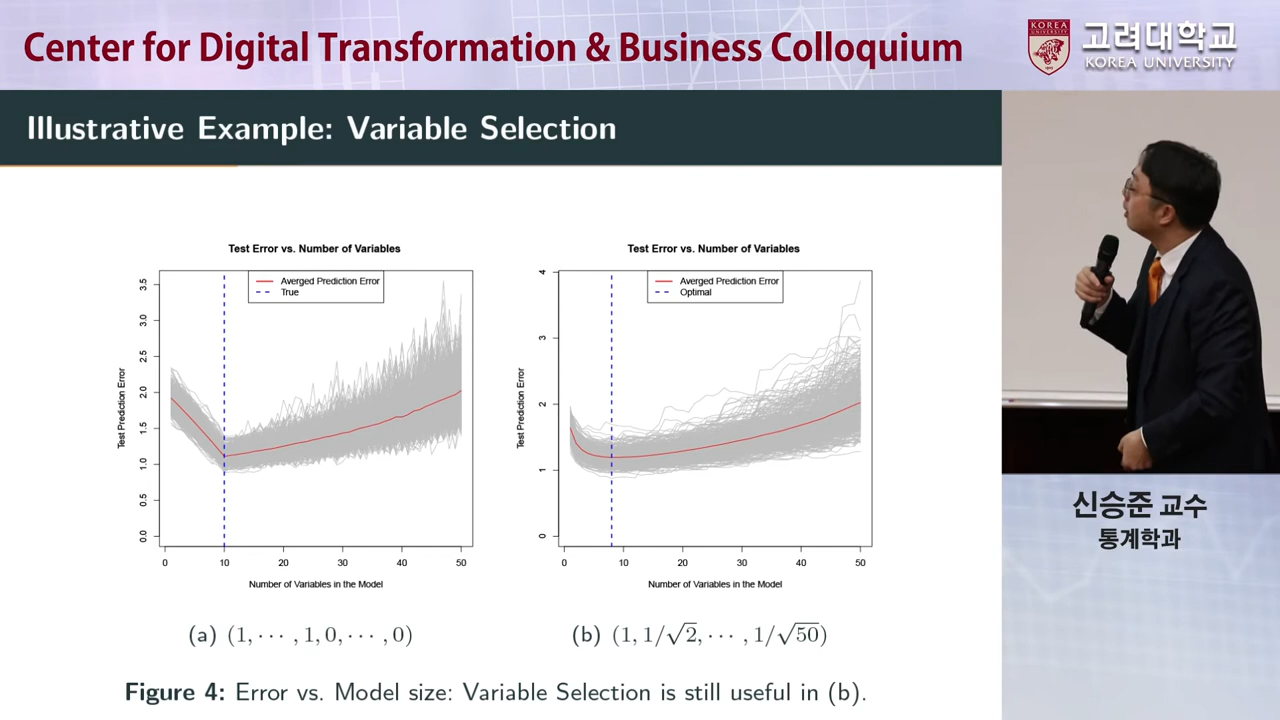 Center for Digital Transformation & Business Colloquium
KOREA UNIVERSITY
고려대학교
KOREA UNIVERSITY
Illustrative Example: Variable Selection
Test Error vs. Number of Variables
Averged Prediction Error
True
Test Prediction Error
3.5
3.0
2.5
2.0
1.5
1.0
0.5
0.0
0 10 20 30 40 50
Number of Variables in the Model
(a) (1, ⋯ , 1, 0, ⋯ , 0)
Test Error vs. Number of Variables
Averged Prediction Error
Optimal
Test Prediction Error
4
3
2
1
0
0 10 20 30 40 50
Number of Variables in the Model
(b) (1, 1/√2, ⋯ , 1/√50)
Figure 4: Error vs. Model size: Variable Selection is still useful in (b).
신승준 교수
통계학과